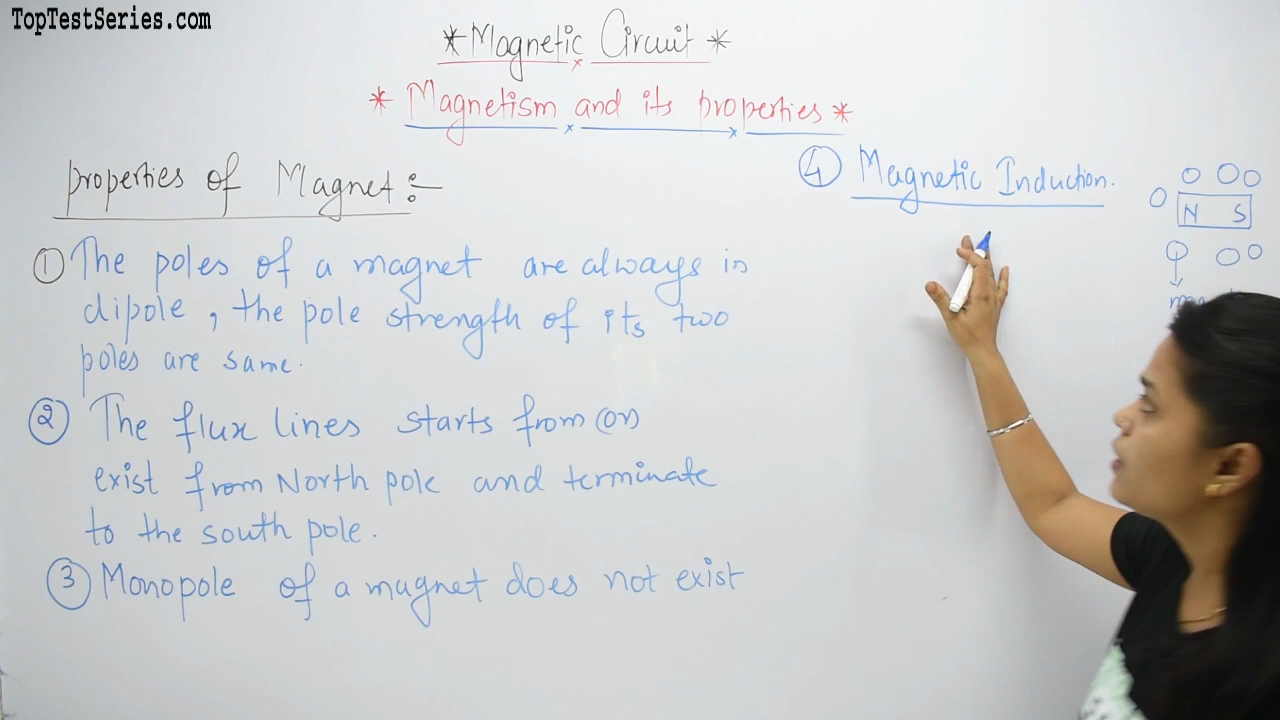 TopTestSeries.com
* Magnetic Circuit *
* Magnetism and its properties *
properties of Magnet :-
① The poles of a magnet are always in
dipole, the pole strength of its two
poles are same.
② The flux lines starts from (or)
exist from North pole and terminate
to the south pole.
③ Monopole of a magnet does not exist
④ Magnetic Induction.
N S